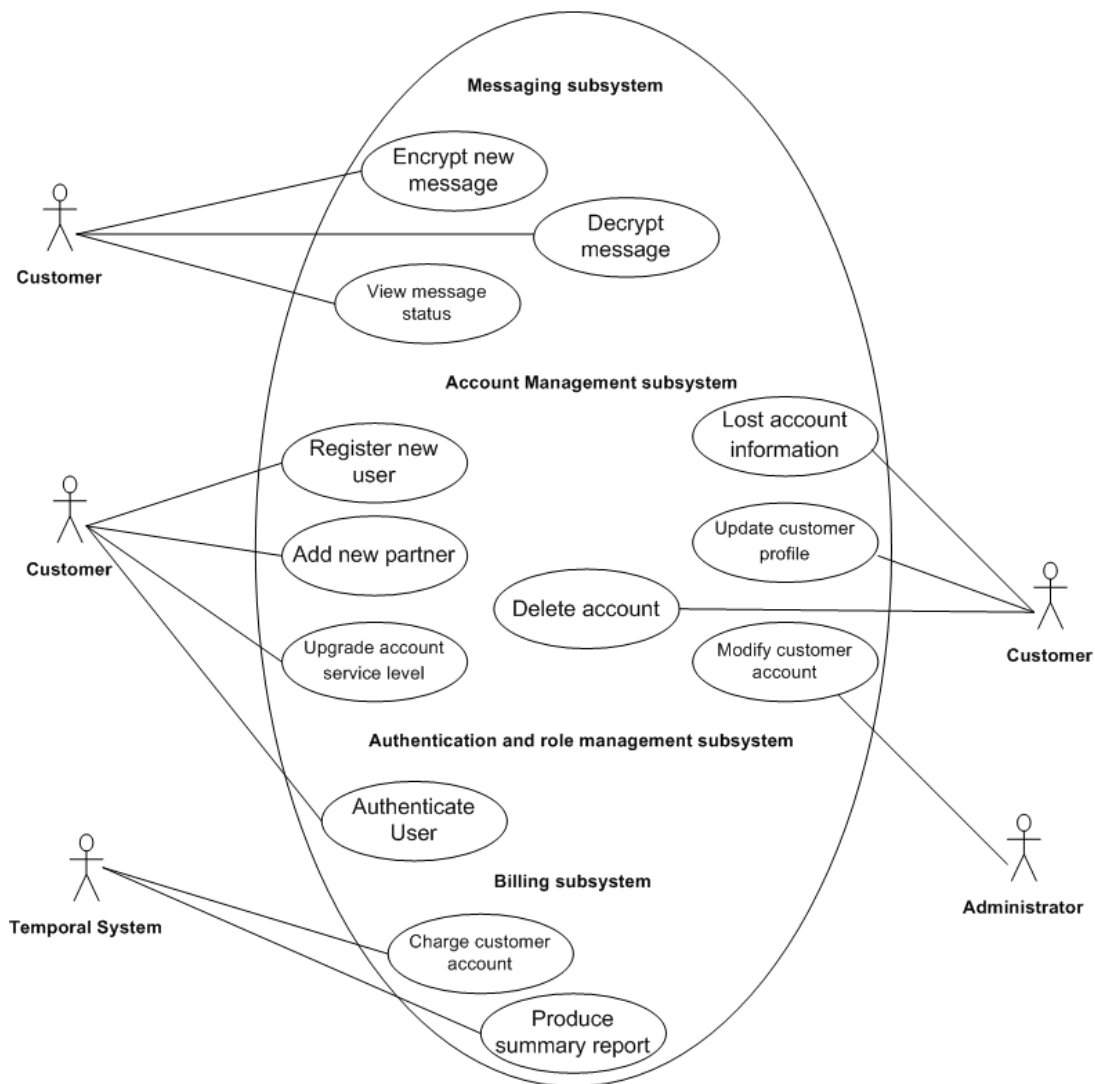 Messaging subsystem
Encrypt new
message
Decrypt
message
Customer
View message
status
Account Management subsystem
Lost account
information
Register new
user
Update customer
profile
Add new partner
Customer
Delete account
Upgrade account
service level
Modify customer
account
Customer
Authentication and role management subsystem
Authenticate
User
Billing subsystem
Temporal System
Administrator
Charge customer
account
Produce
summary report